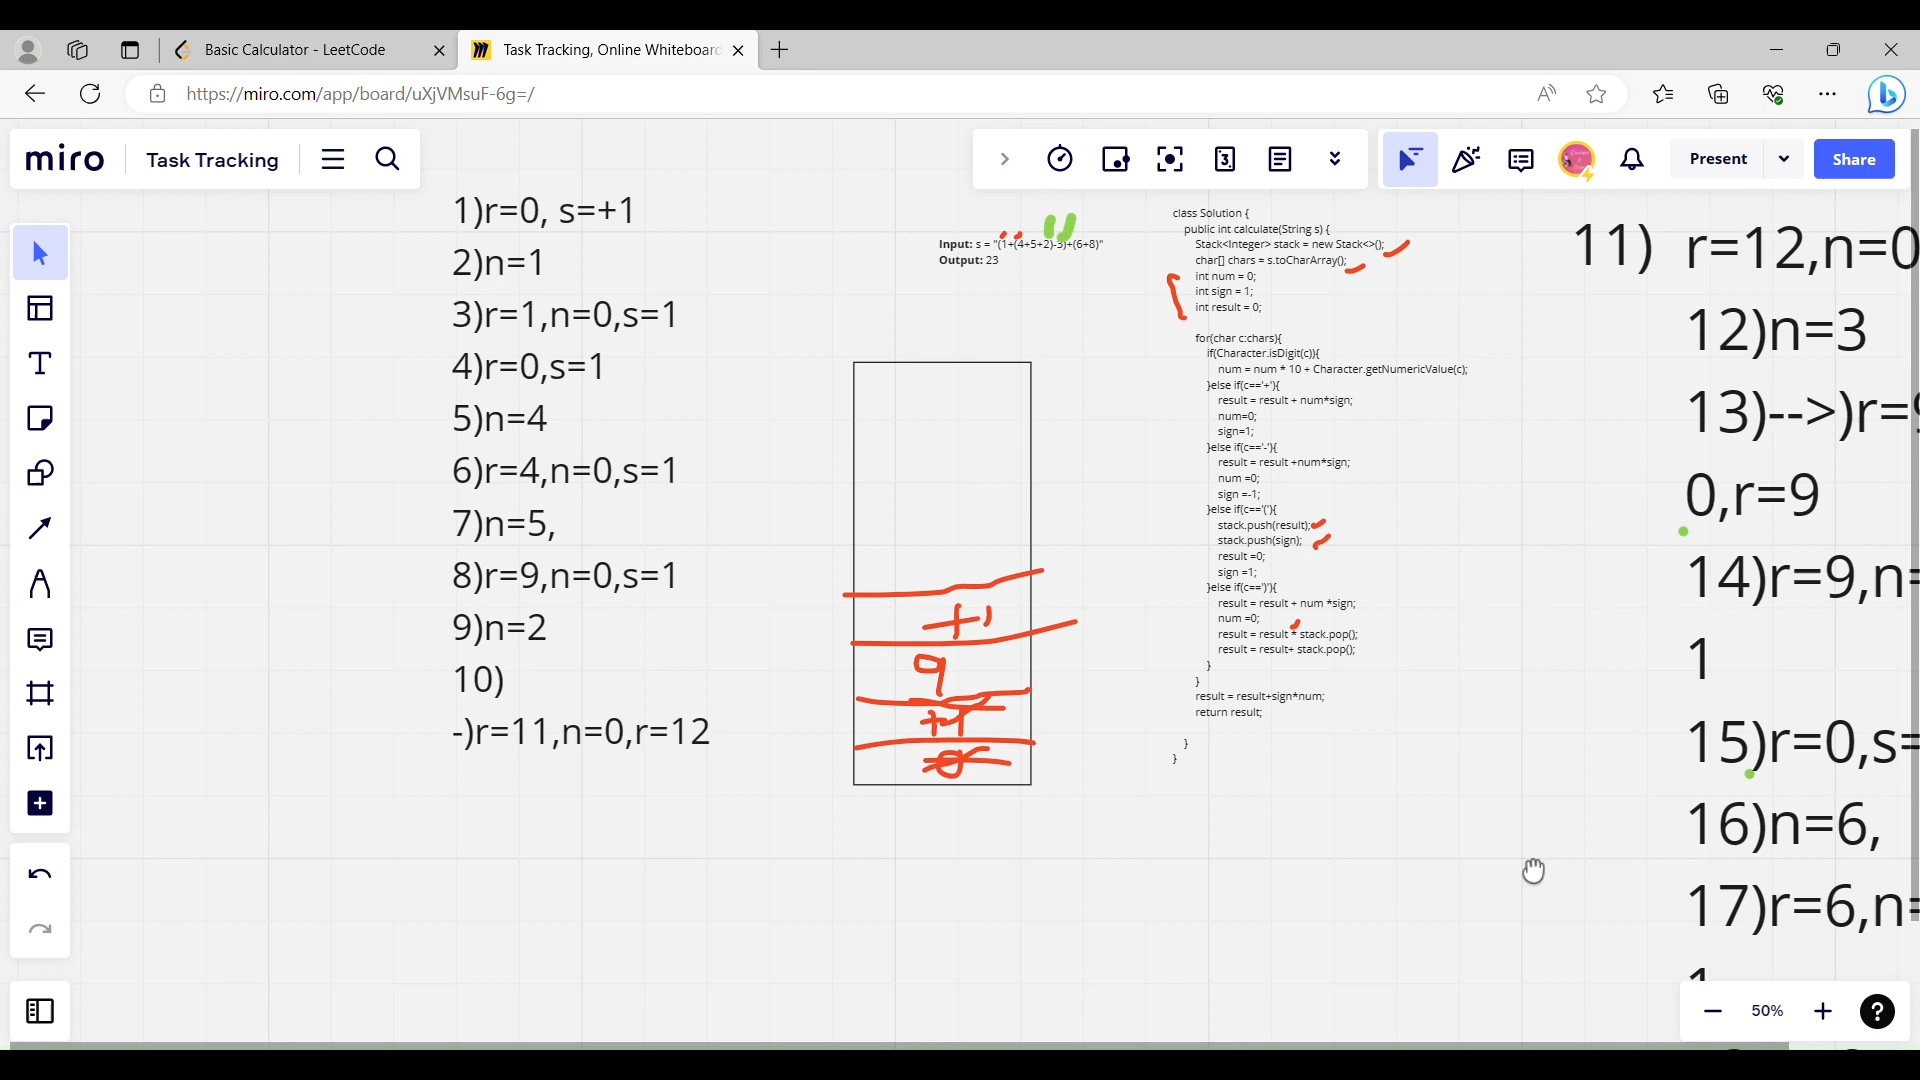 Basic Calculator - LeetCode
Task Tracking, Online Whiteboard
https://miro.com/app/board/uXjVMsuF-6g=/
miro
Task Tracking
Present
Share
1)r=0, s=+1
2)n=1
3)r=1,n=0,s=1
4)r=0,s=1
5)n=4
6)r=4,n=0,s=1
7)n=5,
8)r=9,n=0,s=1
9)n=2
10)
-)r=11,n=0,r=12
Input: s = "(1+(4+5+2)-3)+(6+8)"
Output: 23
+1
9
+1
0
class Solution {
public int calculate(String s) {
Stack<Integer> stack = new Stack<>();
char[] chars = s.toCharArray();
int num = 0;
int sign = 1;
int result = 0;
for(char c:chars){
if(Character.isDigit(c)){
num = num * 10 + Character.getNumericValue(c);
}else if(c=='+'){
result = result + num*sign;
num=0;
sign=1;
}else if(c=='-'){
result = result +num*sign;
num =0;
sign =-1;
}else if(c=='('){
stack.push(result);
stack.push(sign);
result =0;
sign =1;
}else if(c==')'){
result = result + num *sign;
num =0;
result = result * stack.pop();
result = result+ stack.pop();
}
}
result = result+sign*num;
return result;
}
}
11) r=12,n=0
12)n=3
13)-->)r=9
0,r=9
14)r=9,n=
1
15)r=0,s=
16)n=6,
17)r=6,n=
1
50%